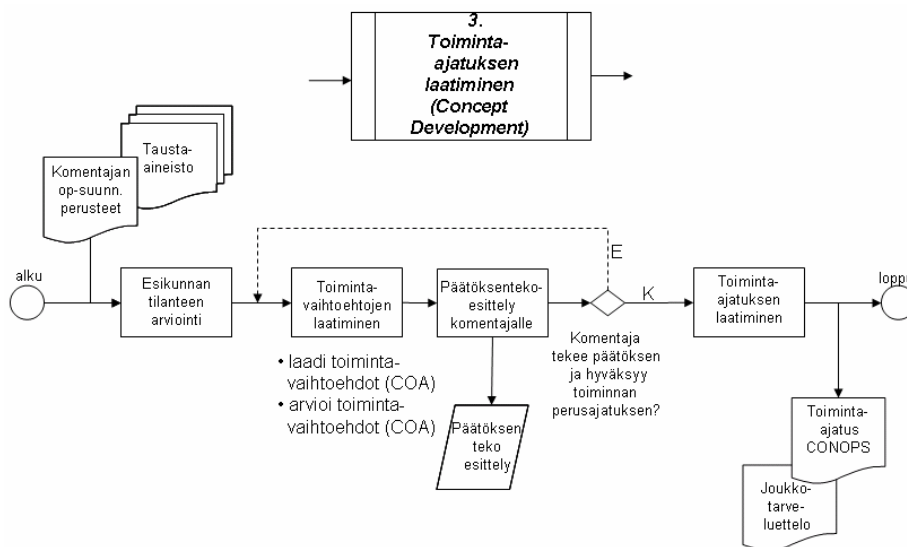 3.
Toiminta-
ajatuksen
laatiminen
(Concept
Development)
Tausta-
aineisto
Komentajan
op-suunn.
perusteet
E
alku
Esikunnan
tilanteen
arviointi
Toiminta-
vaihtoehtojen
laatiminen
Päätöksenteko-
esittely
komentajalle
K
Toiminta-
ajatuksen
laatiminen
loppu
• laadi toiminta-
vaihtoehdot (COA)
• arvioi toiminta-
vaihtoehdot (COA)
Komentaja
tekee päätöksen
ja hyväksyy
toiminnan
perusajatuksen?
Päätöksen
teko
esittely
Toiminta-
ajatus
CONOPS
Joukko-
tarve-
luettelo